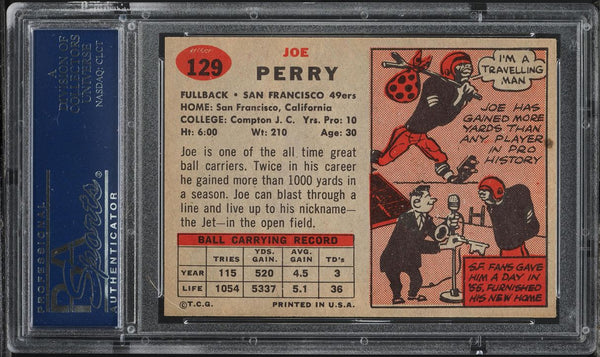 A
DIVISION OF
COLLECTORS
UNIVERSE
NASDAQ: CLCT
PROFESSIONAL
PSA
Sports
AUTHENTICATOR
129
JOE
PERRY
FULLBACK • SAN FRANCISCO 49ers
HOME: San Francisco, California
COLLEGE: Compton J. C. Yrs. Pro: 10
Ht: 6:00 Wt: 210 Age: 30
Joe is one of the all time great
ball carriers. Twice in his career
he gained more than 1000 yards
in a season. Joe can blast through a
line and live up to his nickname—
the Jet—in the open field.
BALL CARRYING RECORD
TRIES YDS. GAIN. AVG. GAIN TD's
YEAR 115 520 4.5 3
LIFE 1054 5337 5.1 36
©T.C.G. PRINTED IN U.S.A.
I'M A
TRAVELLING
MAN
JOE HAS
GAINED MORE
YARDS THAN
ANY PLAYER
IN PRO
HISTORY
H
S.F. FANS GAVE
HIM A DAY IN
'55, FURNISHED
HIS NEW HOME